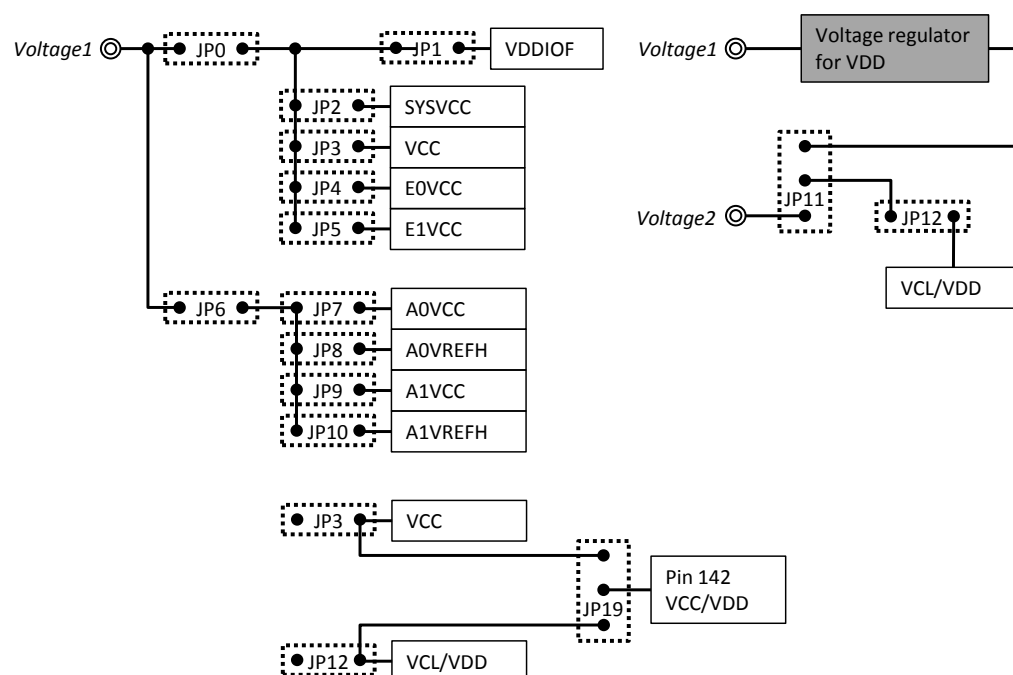 Voltage1
JP0
JP1
VDDIOF
JP2
SYSVCC
JP3
VCC
JP4
E0VCC
JP5
E1VCC
JP6
JP7
A0VCC
JP8
A0VREFH
JP9
A1VCC
JP10
A1VREFH
Voltage1
Voltage regulator
for VDD
JP11
Voltage2
JP12
VCL/VDD
JP3
VCC
JP19
Pin 142
VCC/VDD
JP12
VCL/VDD